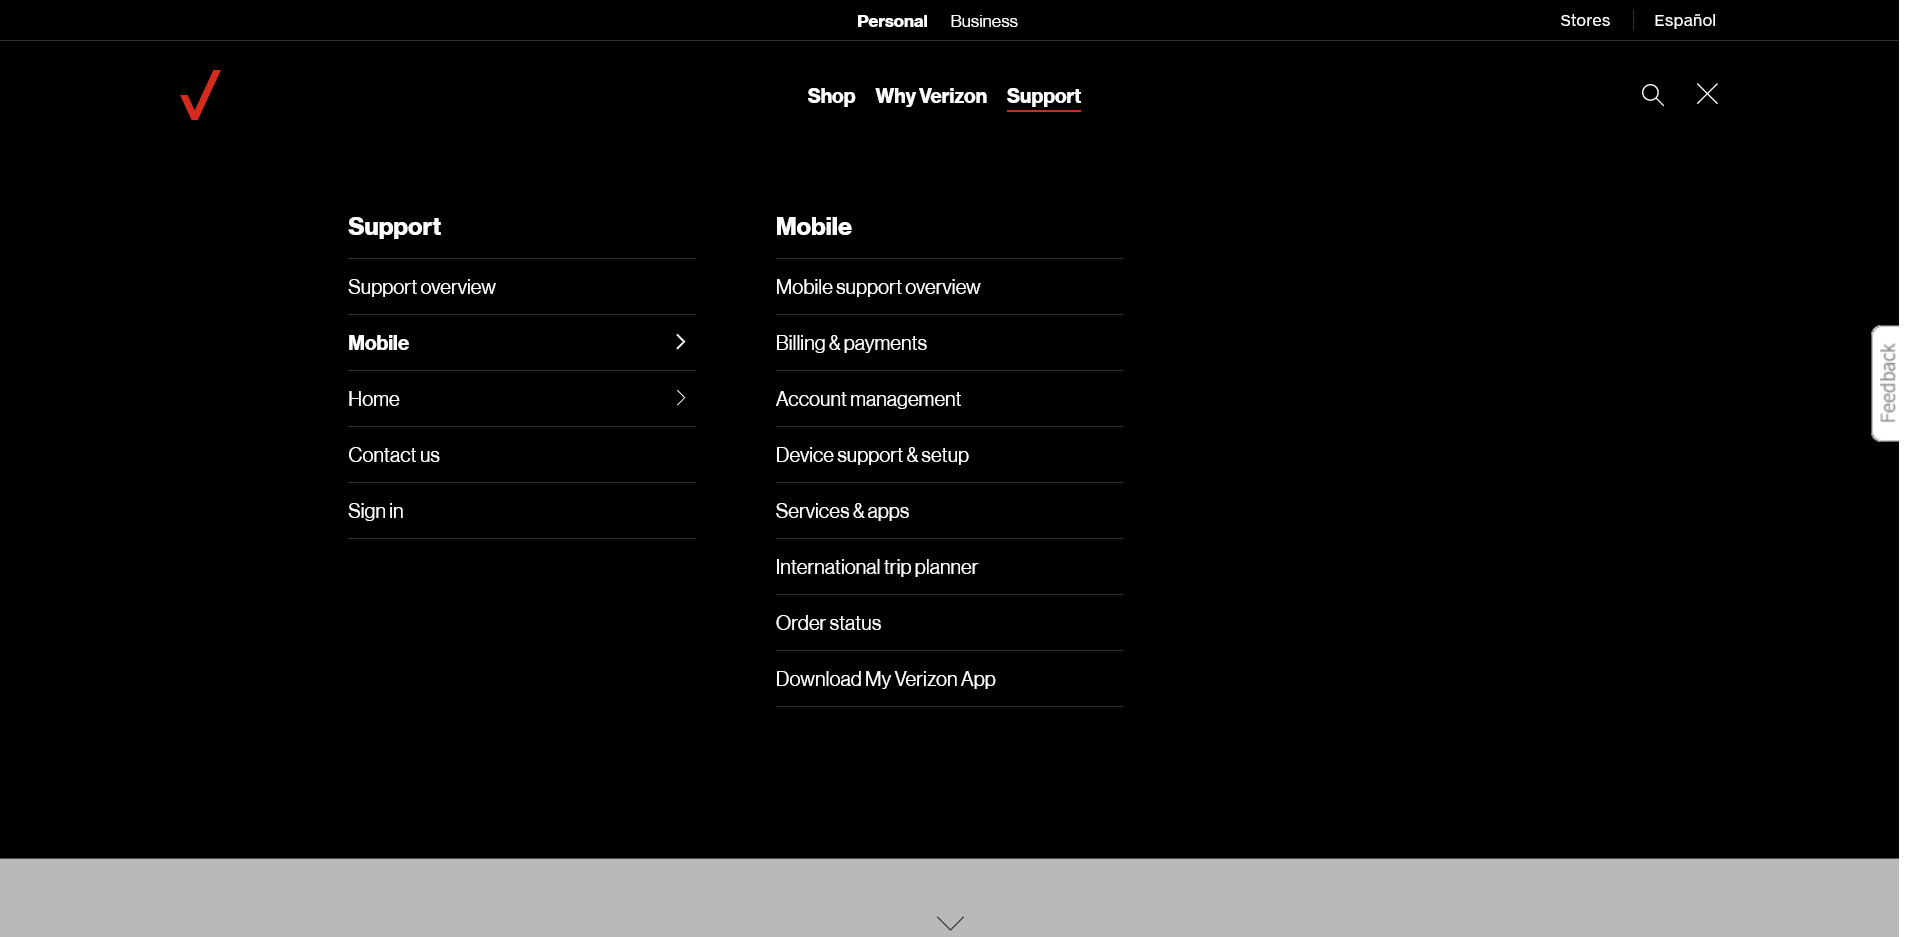 Personal Business
Stores Español
Shop Why Verizon Support
Support
Support overview
Mobile
Home
Contact us
Sign in
Mobile
Mobile support overview
Billing & payments
Account management
Device support & setup
Services & apps
International trip planner
Order status
Download My Verizon App
Feedback